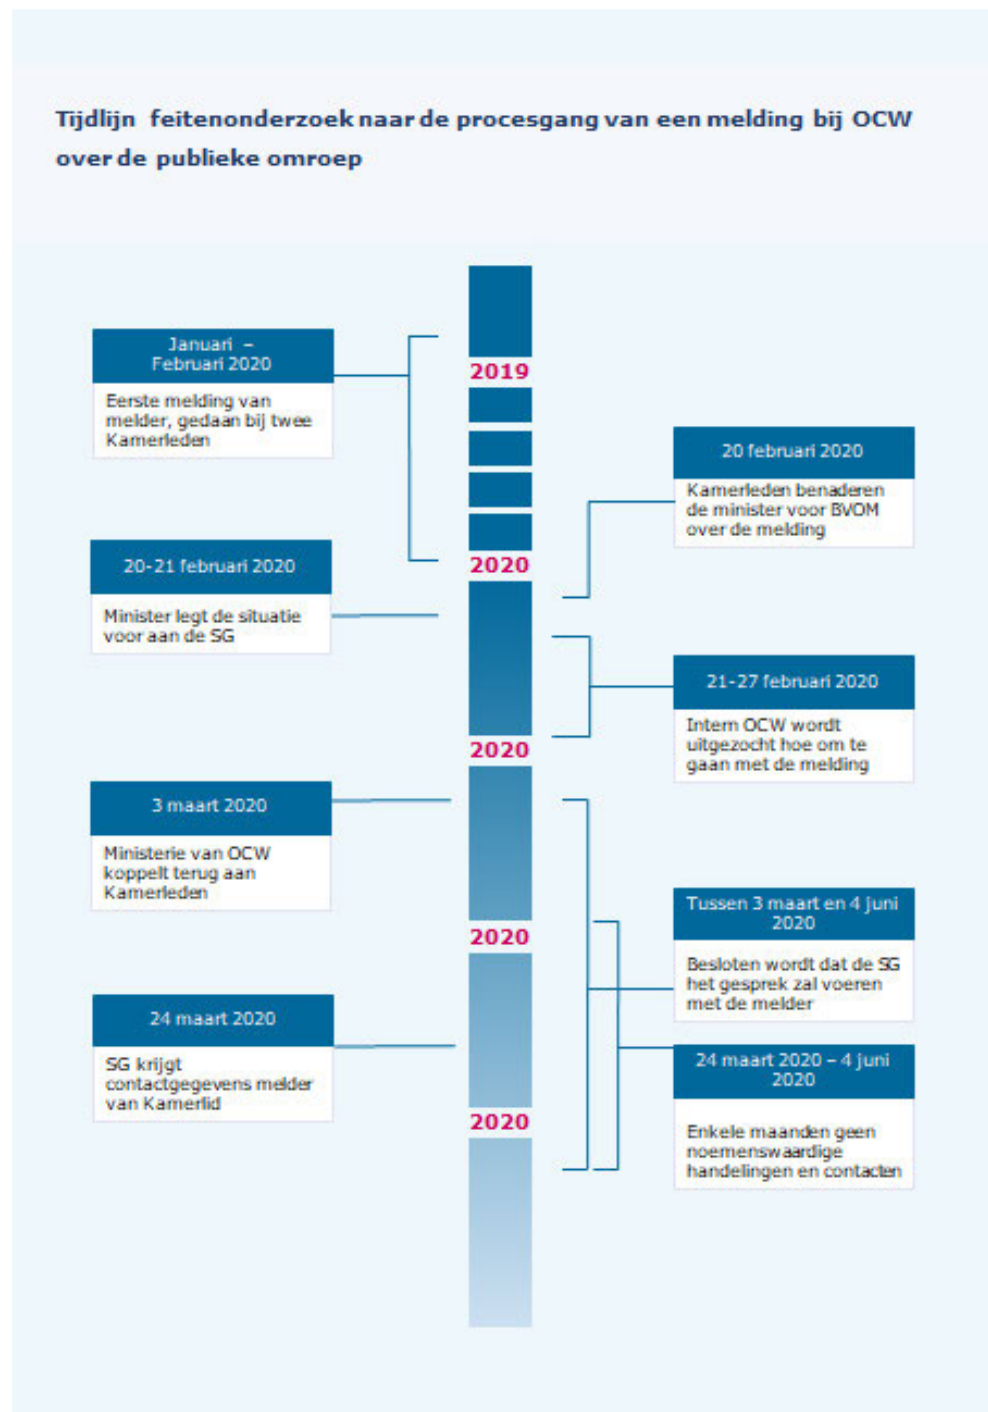 Tijdlijn feitenonderzoek naar de procesgang van een melding bij OCW
over de publieke omroep
Januari –
Februari 2020
Eerste melding van
melder, gedaan bij twee
Kamerleden
2019
20 februari 2020
Kamerleden benaderen
de minister voor BVOM
over de melding
20-21 februari 2020
Minister legt de situatie
voor aan de SG
2020
21-27 februari 2020
Intern OCW wordt
uitgezocht hoe om te
gaan met de melding
2020
3 maart 2020
Ministerie van OCW
koppelt terug aan
Kamerleden
Tussen 3 maart en 4 juni
2020
Besloten wordt dat de SG
het gesprek zal voeren
met de melder
2020
24 maart 2020
SG krijgt
contactgegevens melder
van Kamerlid
24 maart 2020 – 4 juni
2020
Enkele maanden geen
noemenswaardige
handelingen en contacten
2020